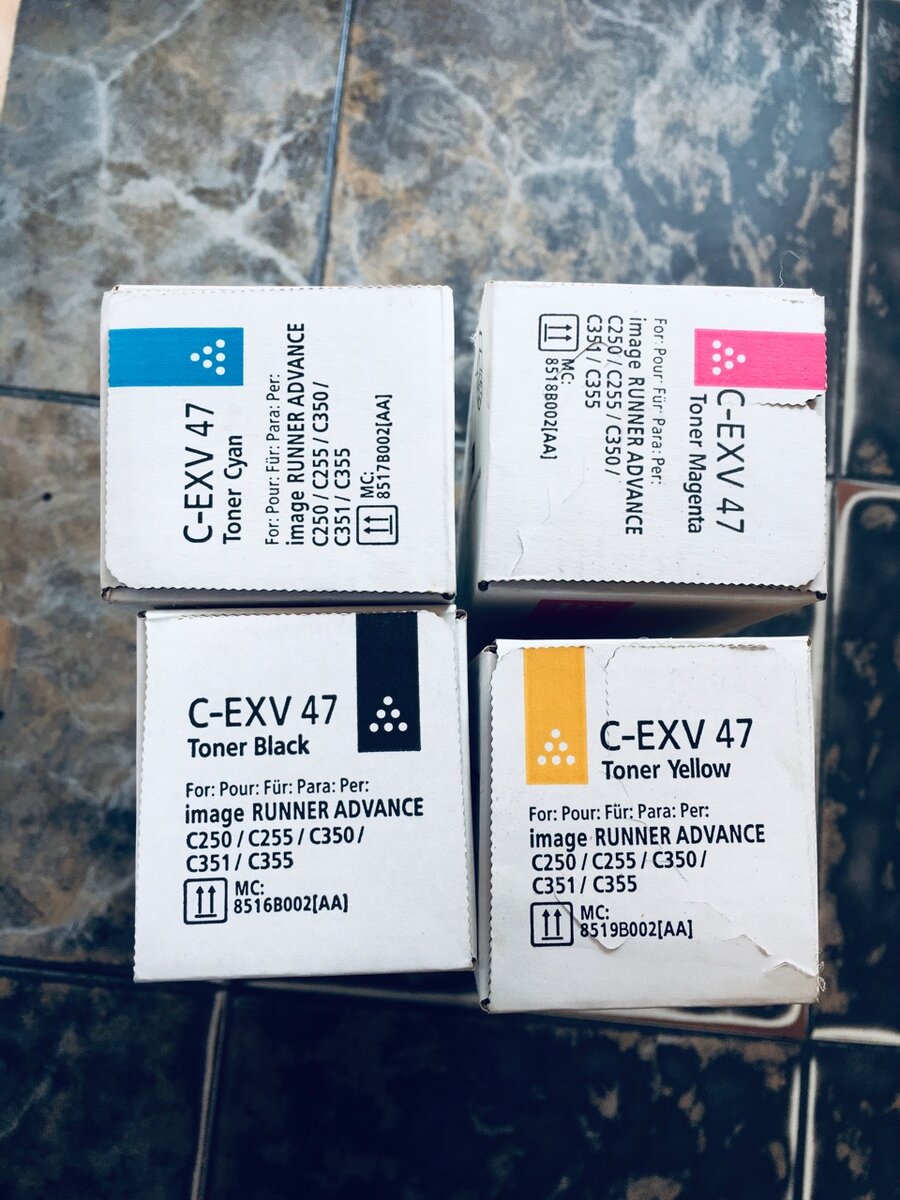 C-EXV 47
Toner Cyan
For: Pour: Für: Para: Per:
image RUNNER ADVANCE
C250 / C255 / C350 /
C351 / C355
MC:
8517B002[AA]
C-EXV 47
Toner Magenta
For: Pour: Für: Para: Per:
image RUNNER ADVANCE
C250 / C255 / C350 /
C351 / C355
MC:
8518B002[AA]
C-EXV 47
Toner Black
For: Pour: Für: Para: Per:
image RUNNER ADVANCE
C250 / C255 / C350 /
C351 / C355
MC:
8516B002[AA]
C-EXV 47
Toner Yellow
For: Pour: Für: Para: Per:
image RUNNER ADVANCE
C250 / C255 / C350 /
C351 / C355
MC:
8519B002[AA]